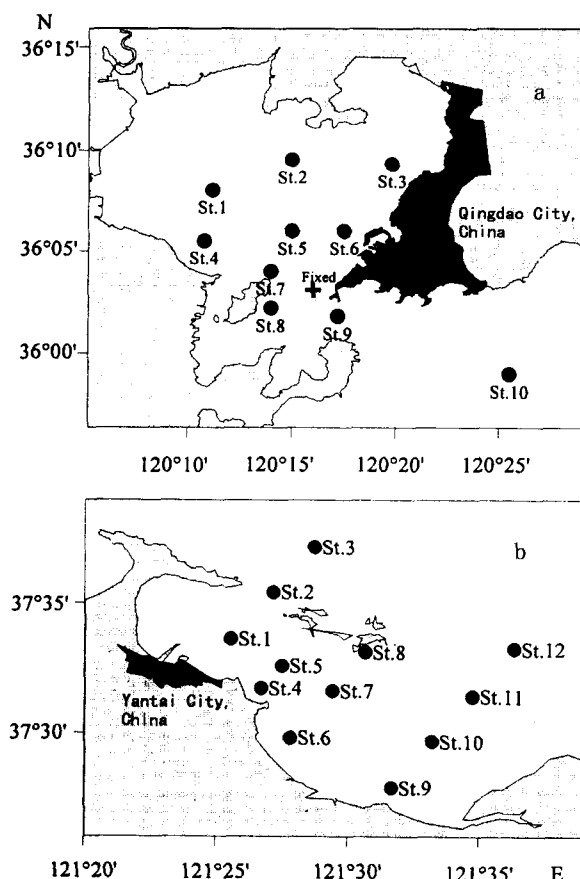 N
36°15'
a
36°10'
St.2
St.3
St.1
Qingdao City,
China
36°05'
St.5
St.6
St.4
St.7
Fixed
St.8
St.9
36°00'
St.10
120°10'
120°15'
120°20'
120°25'
b
St.3
37°35'
St.2
St.1
St.12
St.8
St.5
St.4
St.7
St.11
Yantai City,
China
37°30'
St.6
St.10
St.9
121°20'
121°25'
121°30'
121°35'
E